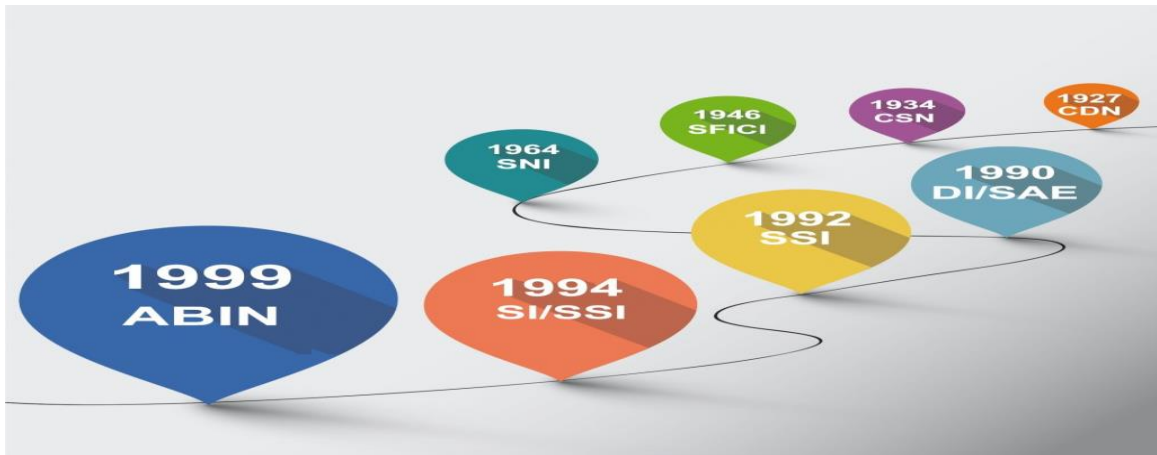 1927
CDN
1934
CSN
1946
SFICI
1964
SNI
1990
DI/SAE
1992
SSI
1994
SI/SSI
1999
ABIN